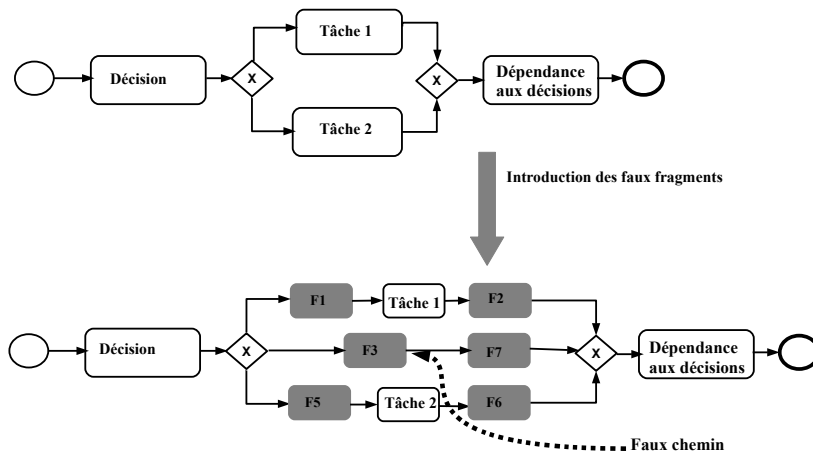 Tâche 1
Décision
X
X
Dépendance
aux décisions
Tâche 2
Introduction des faux fragments
F1
Tâche 1
F2
Décision
X
F3
F7
X
Dépendance
aux décisions
F5
Tâche 2
F6
Faux chemin